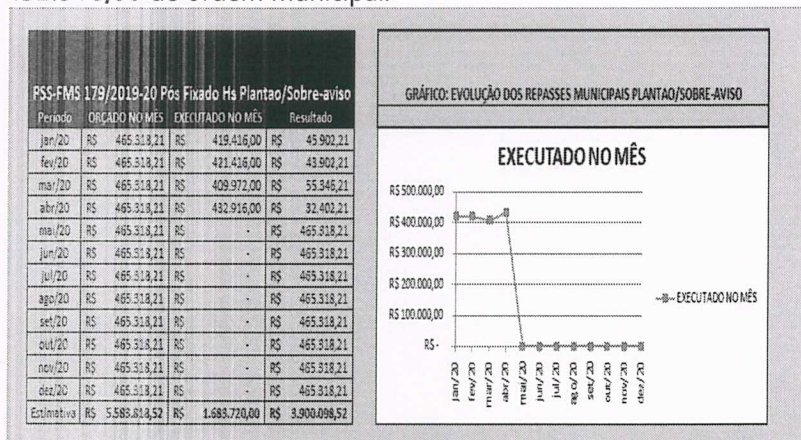 de ordem municipal.
PSS-FMS 179/2019-20 Pós Fixado Hs Plantao/Sobre-aviso
Período ORÇADO NO MÊS EXECUTADO NO MÊS Resultado
jan/20 R$ 465.318,21 R$ 419.416,00 R$ 45.902,21
fev/20 R$ 465.318,21 R$ 421.416,00 R$ 43.902,21
mar/20 R$ 465.318,21 R$ 409.972,00 R$ 55.346,21
abr/20 R$ 465.318,21 R$ 432.916,00 R$ 32.402,21
mai/20 R$ 465.318,21 R$ - R$ 465.318,21
jun/20 R$ 465.318,21 R$ - R$ 465.318,21
jul/20 R$ 465.318,21 R$ - R$ 465.318,21
ago/20 R$ 465.318,21 R$ - R$ 465.318,21
set/20 R$ 465.318,21 R$ - R$ 465.318,21
out/20 R$ 465.318,21 R$ - R$ 465.318,21
nov/20 R$ 465.318,21 R$ - R$ 465.318,21
dez/20 R$ 465.318,21 R$ - R$ 465.318,21
Estimativa R$ 5.583.818,52 R$ 1.683.720,00 R$ 3.900.098,52
GRÁFICO: EVOLUÇÃO DOS REPASSES MUNICIPAIS PLANTAO/SOBRE-AVISO
EXECUTADO NO MÊS
R$ 500.000,00
R$ 400.000,00
R$ 300.000,00
R$ 200.000,00
R$ 100.000,00
R$ -
EXECUTADO NO MÊS
jan/20 fev/20 mar/20 abr/20 mai/20 jun/20 jul/20 ago/20 set/20 out/20 nov/20 dez/20